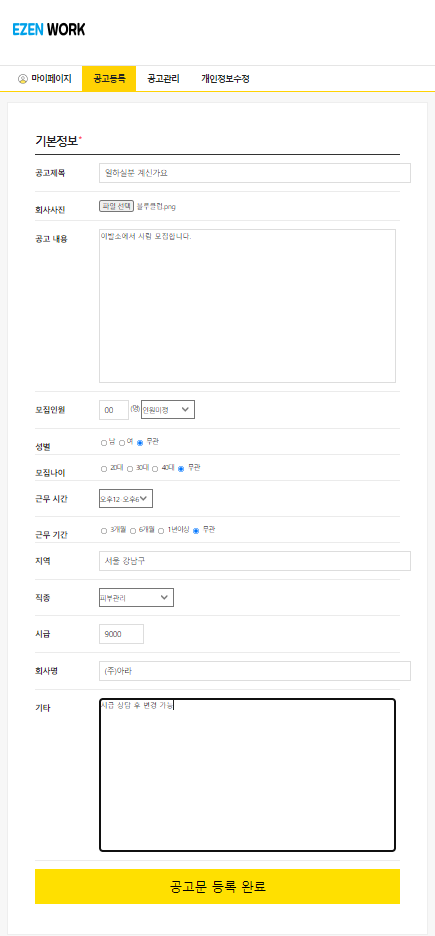 EZEN WORK
마이페이지 공고등록 공고관리 개인정보수정
기본정보*
공고제목 일하실분 계신가요
회사사진 파일 선택 블루클럽.png
공고 내용 이발소에서 사람 모집합니다.
모집인원 00 (명) 인원미정
성별 남 여 무관
모집나이 20대 30대 40대 무관
근무 시간 오후12 오후6
근무 기간 3개월 6개월 1년이상 무관
지역 서울 강남구
직종 피부관리
시급 9000
회사명 (주)아라
기타 시급 상담 후 변경 가능
공고문 등록 완료